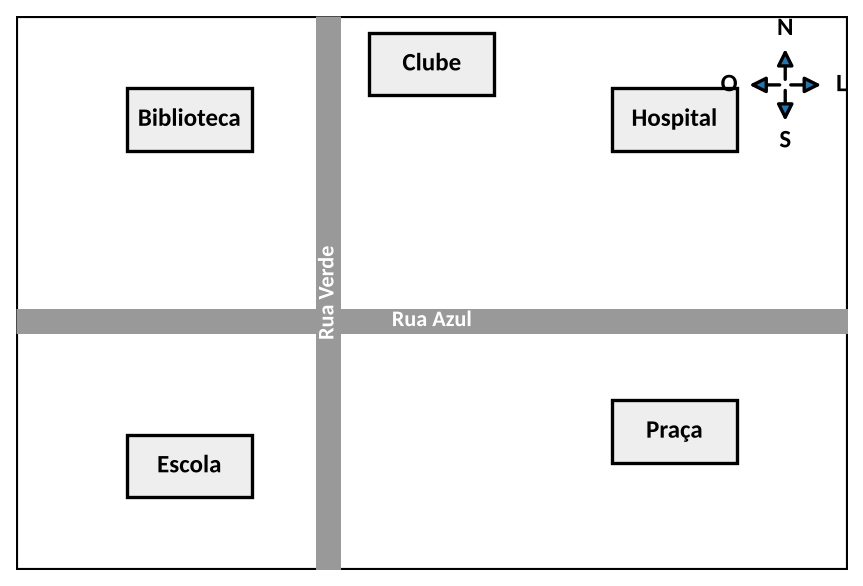 N
Clube
O
L
Biblioteca
Hospital
S
Rua Verde
Rua Azul
Praça
Escola